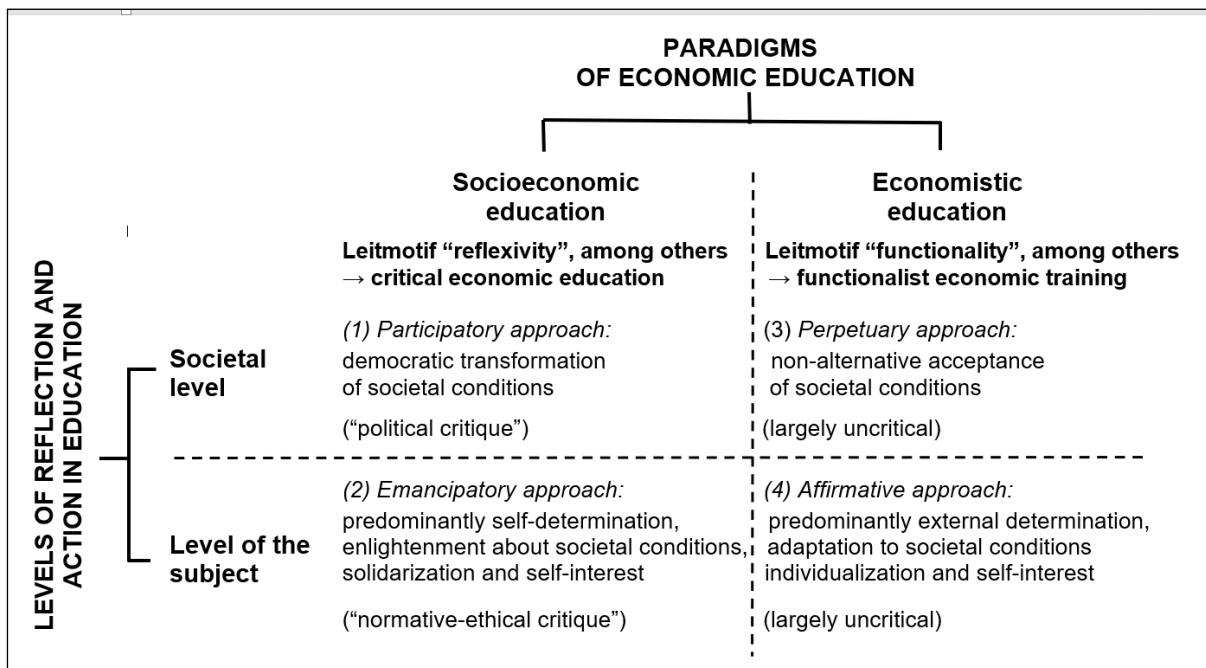 PARADIGMS
OF ECONOMIC EDUCATION
Socioeconomic
education
Economistic
education
Leitmotif “reflexivity”, among others
→ critical economic education
Leitmotif “functionality”, among others
→ functionalist economic training
LEVELS OF REFLECTION AND
ACTION IN EDUCATION
Societal
level
(1) Participatory approach:
democratic transformation
of societal conditions
(“political critique”)
(3) Perpetuary approach:
non-alternative acceptance
of societal conditions
(largely uncritical)
Level of the
subject
(2) Emancipatory approach:
predominantly self-determination,
enlightenment about societal conditions,
solidarization and self-interest
(“normative-ethical critique”)
(4) Affirmative approach:
predominantly external determination,
adaptation to societal conditions
individualization and self-interest
(largely uncritical)